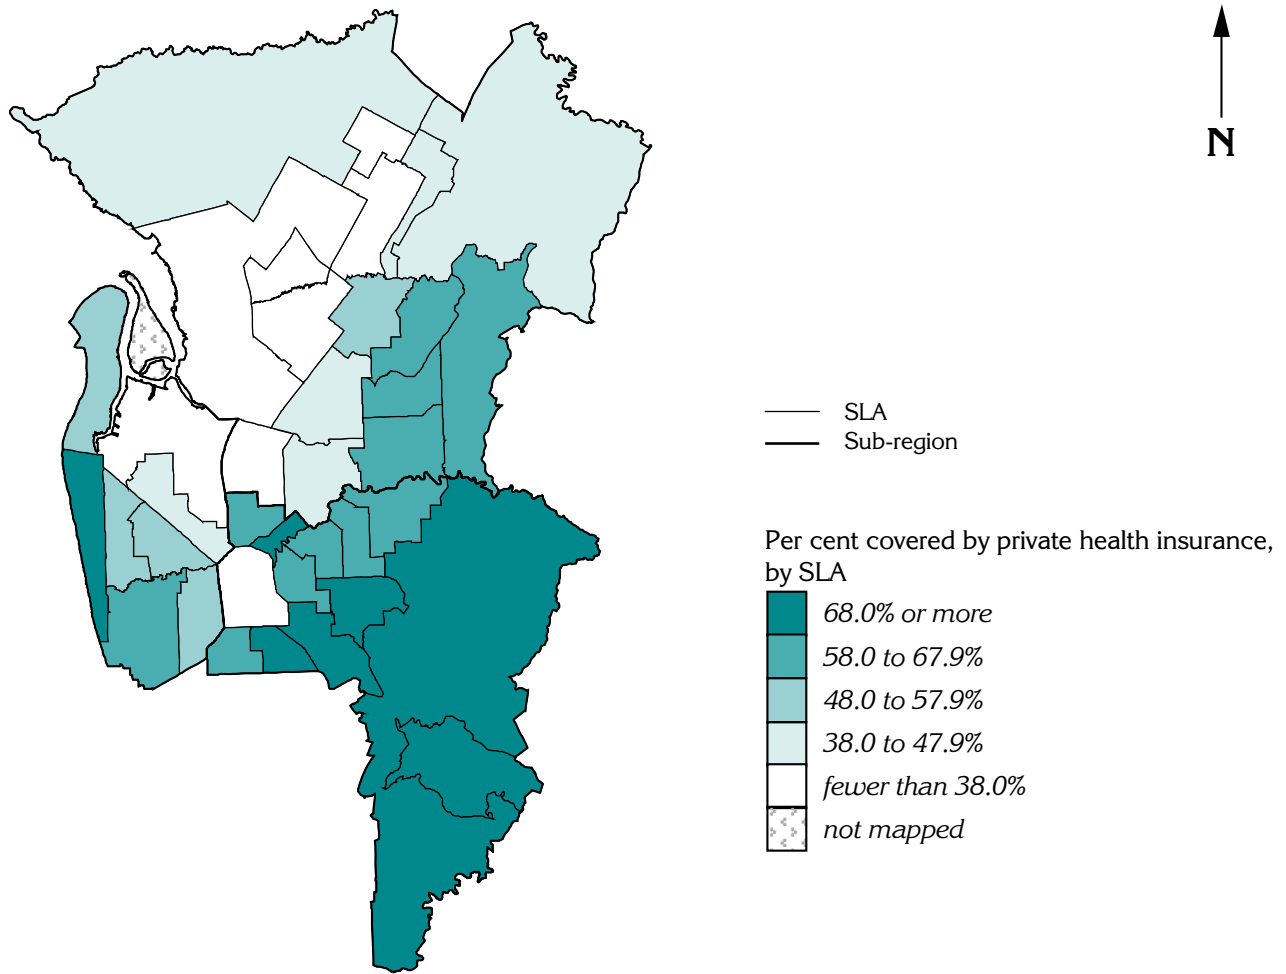 N
SLA
Sub-region
Per cent covered by private health insurance,
by SLA
68.0% or more
58.0 to 67.9%
48.0 to 57.9%
38.0 to 47.9%
fewer than 38.0%
not mapped